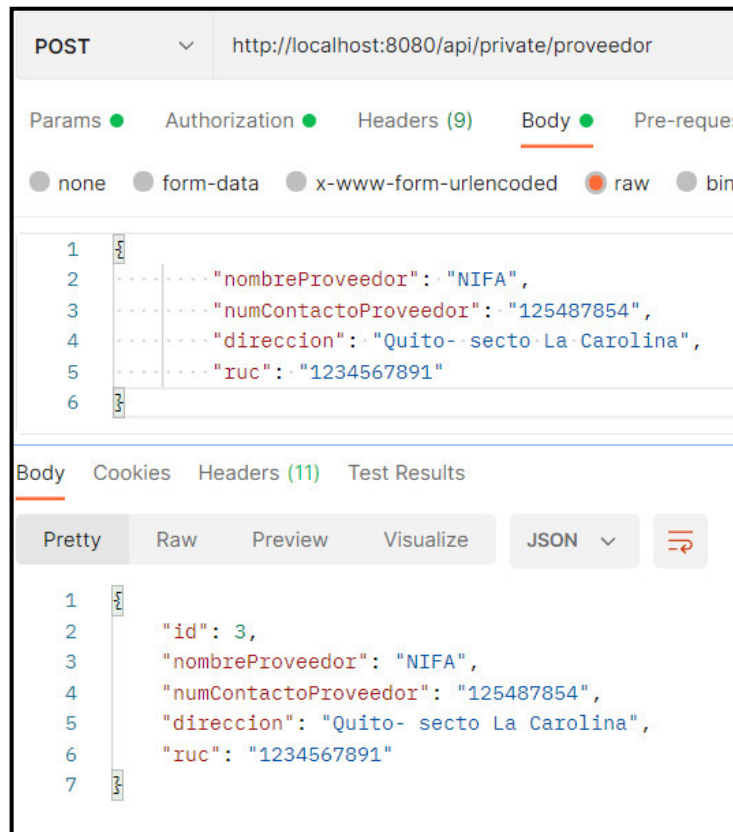 POST http://localhost:8080/api/private/proveedor
Params Authorization Headers (9) Body Pre-reques
none form-data x-www-form-urlencoded raw bin
1 {
2 "nombreProveedor": "NIFA",
3 "numContactoProveedor": "125487854",
4 "direccion": "Quito- secto La Carolina",
5 "ruc": "1234567891"
6 }
Body Cookies Headers (11) Test Results
Pretty Raw Preview Visualize JSON
1 {
2 "id": 3,
3 "nombreProveedor": "NIFA",
4 "numContactoProveedor": "125487854",
5 "direccion": "Quito- secto La Carolina",
6 "ruc": "1234567891"
7 }